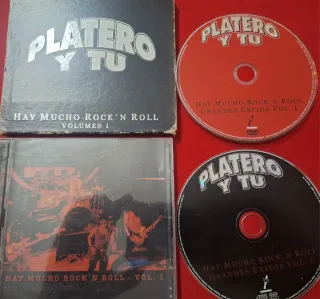 PLATERO
Y TU
HAY MUCHO ROCK'N ROLL
VOLUMEN 1
PLATERO
Y TU
HAY MUCHO ROCK'N ROLL
GRANDES EXITOS VOL. 1
HAY MUCHO ROCK'N ROLL - VOL. 1
PLATERO
Y TU
HAY MUCHO ROCK'N ROLL
GRANDES EXITOS VOL. 1